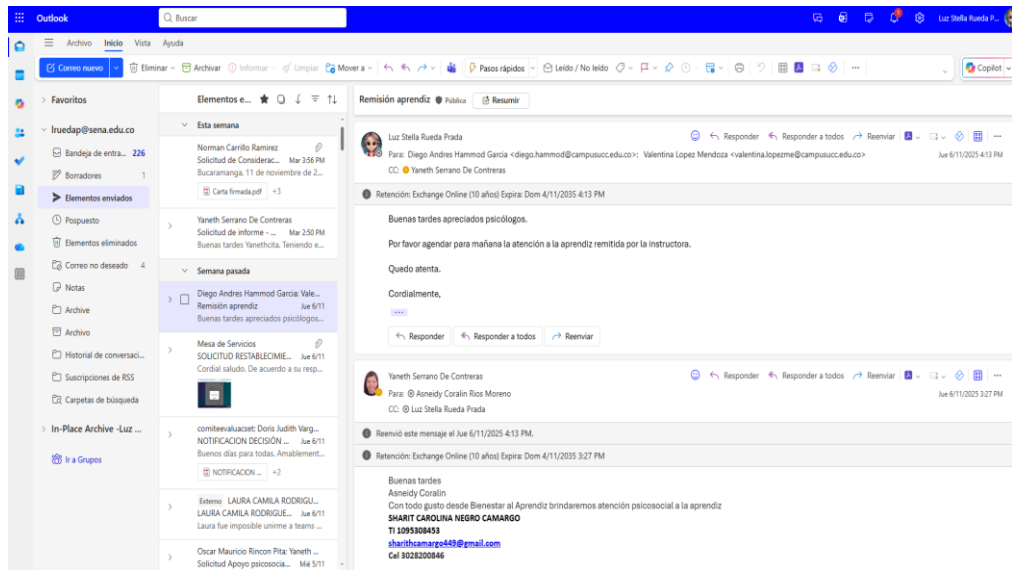 Outlook
Buscar
Luz Stella Rueda P...
Archivo Inicio Vista Ayuda
Correo nuevo Eliminar Archivar Informar Limpiar Mover a Pasos rápidos Leído / No leído ... Copilot
Favoritos
lruedap@sena.edu.co
Bandeja de entra... 226
Borradores 1
Elementos enviados
Pospuesto
Elementos eliminados
Correo no deseado 4
Notas
Archive
Archivo
Historial de conversaci...
Suscripciones de RSS
Carpetas de búsqueda
In-Place Archive -Luz ...
Ir a Grupos
Elementos e...
Esta semana
Norman Carrillo Ramirez
Solicitud de Considerac... Mar 3:56 PM
Bucaramanga, 11 de noviembre de 2...
Carta firmada.pdf +3
Yaneth Serrano De Contreras
Solicitud de informe - ... Mar 2:50 PM
Buenas tardes Yanethcita. Teniendo e...
Semana pasada
Diego Andres Hammod Garcia; Vale...
Remisión aprendiz Jue 6/11
Buenas tardes apreciados psicólogos...
Mesa de Servicios
SOLICITUD RESTABLECIMIE... Jue 6/11
Cordial saludo. De acuerdo a su resp...
comiteevaluacset; Doris Judith Varg...
NOTIFICACION DECISIÓN ... Jue 6/11
Buenos días para todas. Amablement...
NOTIFICACION ... +2
Externo LAURA CAMILA RODRIGU...
LAURA CAMILA RODRIGUE... Jue 6/11
Laura fue imposible unirme a teams ...
Oscar Mauricio Rincon Pita; Yaneth ...
Solicitud Apoyo psicosocia... Mié 5/11
Remisión aprendiz Pública Resumir
Luz Stella Rueda Prada
Responder Responder a todos Reenviar
Para: Diego Andres Hammod Garcia <diego.hammod@campusucc.edu.co>; Valentina Lopez Mendoza <valentina.lopezme@campusucc.edu.co>
Jue 6/11/2025 4:13 PM
CC: Yaneth Serrano De Contreras
Retención: Exchange Online (10 años) Expira: Dom 4/11/2035 4:13 PM
Buenas tardes apreciados psicólogos.
Por favor agendar para mañana la atención a la aprendiz remitida por la instructora.
Quedo atenta.
Cordialmente,
...
Responder Responder a todos Reenviar
Yaneth Serrano De Contreras
Responder Responder a todos Reenviar
Para: Asneidy Coralin Rios Moreno
Jue 6/11/2025 3:27 PM
CC: Luz Stella Rueda Prada
Reenvió este mensaje el Jue 6/11/2025 4:13 PM.
Retención: Exchange Online (10 años) Expira: Dom 4/11/2035 3:27 PM
Buenas tardes
Asneidy Coralin
Con todo gusto desde Bienestar al Aprendiz brindaremos atención psicosocial a la aprendiz
SHARIT CAROLINA NEGRO CAMARGO
TI 1095308453
sharithcamargo449@gmail.com
Cel 3028200846